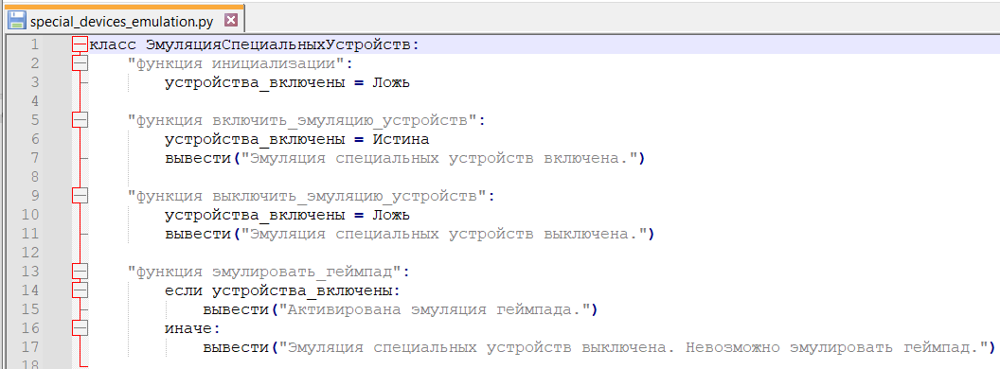 special_devices_emulation.py
1 класс ЭмуляцияСпециальныхУстройств:
2 "функция инициализации":
3 устройства_включены = Ложь
4
5 "функция включить_эмуляцию_устройств":
6 устройства_включены = Истина
7 вывести("Эмуляция специальных устройств включена.")
8
9 "функция выключить_эмуляцию_устройств":
10 устройства_включены = Ложь
11 вывести("Эмуляция специальных устройств выключена.")
12
13 "функция эмулировать_геймпад":
14 если устройства_включены:
15 вывести("Активирована эмуляция геймпада.")
16 иначе:
17 вывести("Эмуляция специальных устройств выключена. Невозможно эмулировать геймпад.")
18